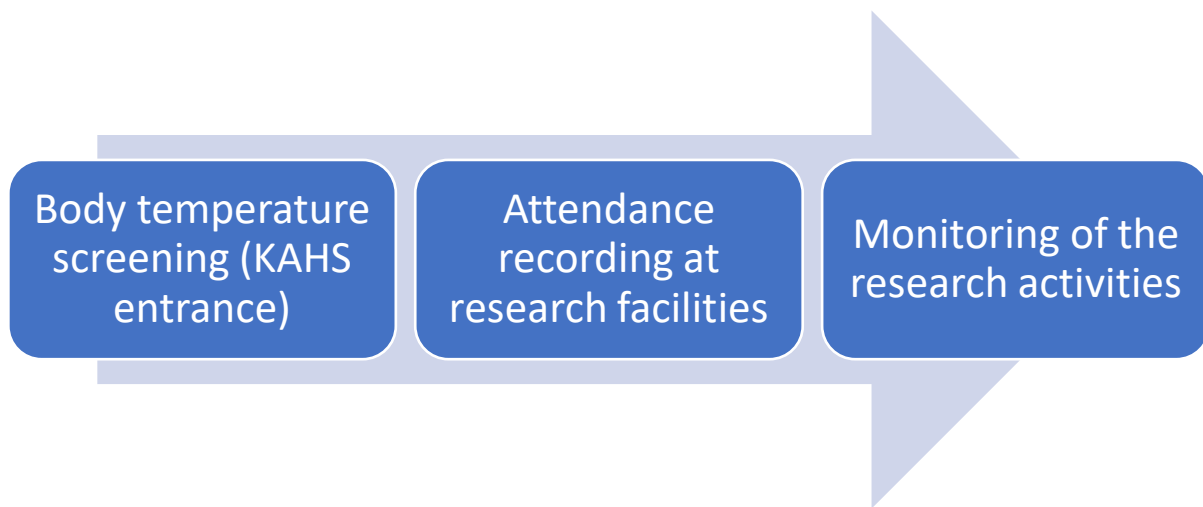 Body temperature
screening (KAHS
entrance)
Attendance
recording at
research facilities
Monitoring of the
research activities